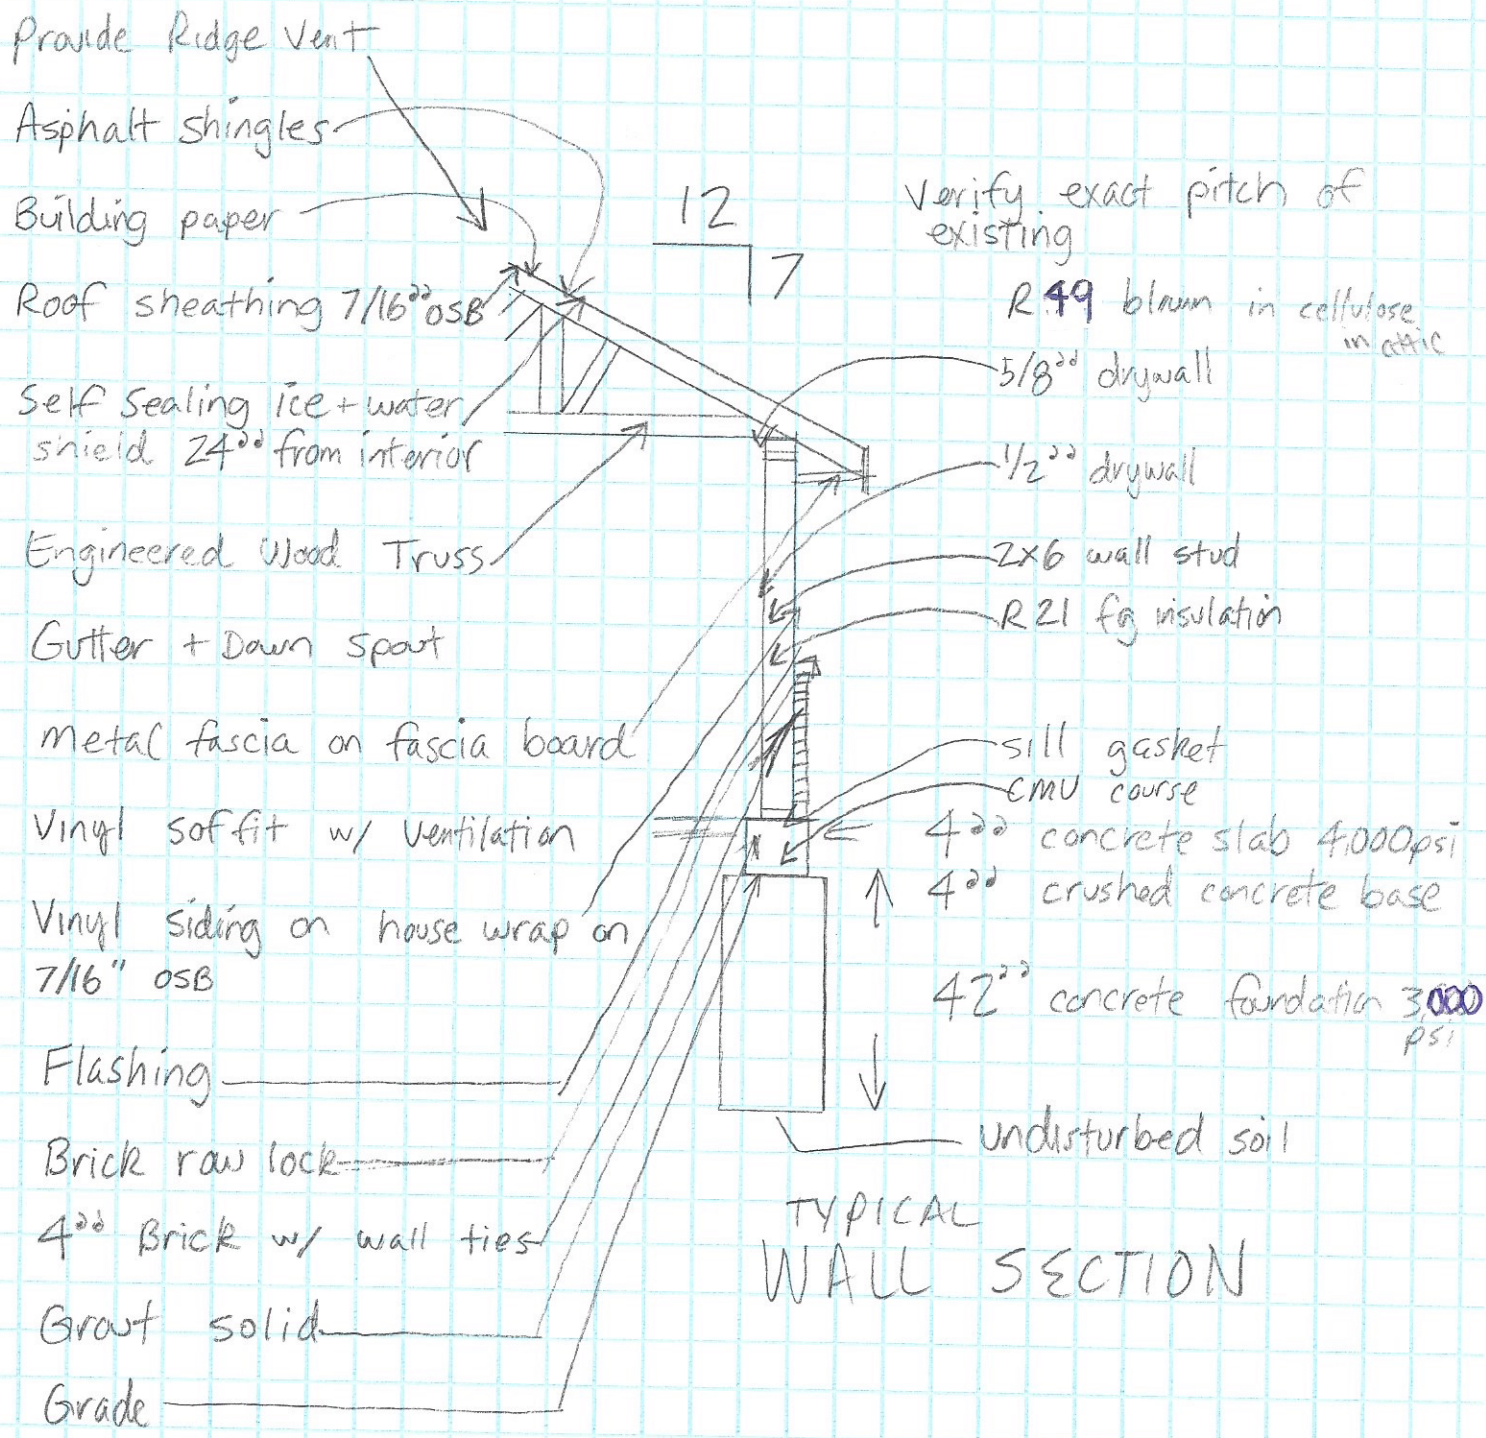 Provide Ridge Vent
Asphalt shingles
Building paper
Roof sheathing 7/16" OSB
Self Sealing ice + water
shield 24" from interior
Engineered Wood Truss
Gutter + Down spout
metal fascia on fascia board
Vinyl soffit w/ ventilation
Vinyl siding on house wrap on
7/16" OSB
Flashing
Brick row lock
4" Brick w/ wall ties
Grout solid
Grade
12
7
Verify exact pitch of
existing
R 49 blown in cellulose
in attic
5/8" drywall
1/2" drywall
2x6 wall stud
R 21 fg insulation
sill gasket
CMU course
4" concrete slab 4,000psi
4" crushed concrete base
42" concrete foundation 3,000
psi
undisturbed soil
TYPICAL
WALL SECTION